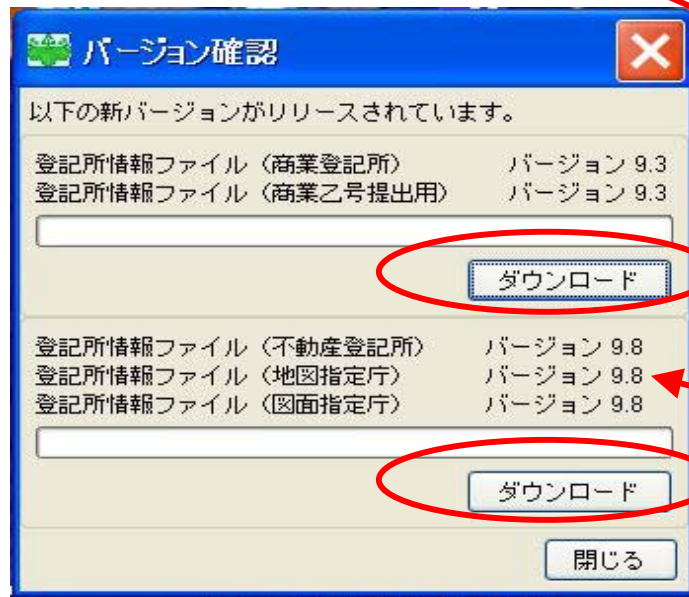 バージョン確認
以下の新バージョンがリリースされています。
登記所情報ファイル（商業登記所） バージョン 9.3
登記所情報ファイル（商業乙号提出用） バージョン 9.3
ダウンロード
登記所情報ファイル（不動産登記所） バージョン 9.8
登記所情報ファイル（地図指定庁） バージョン 9.8
登記所情報ファイル（図面指定庁） バージョン 9.8
ダウンロード
閉じる